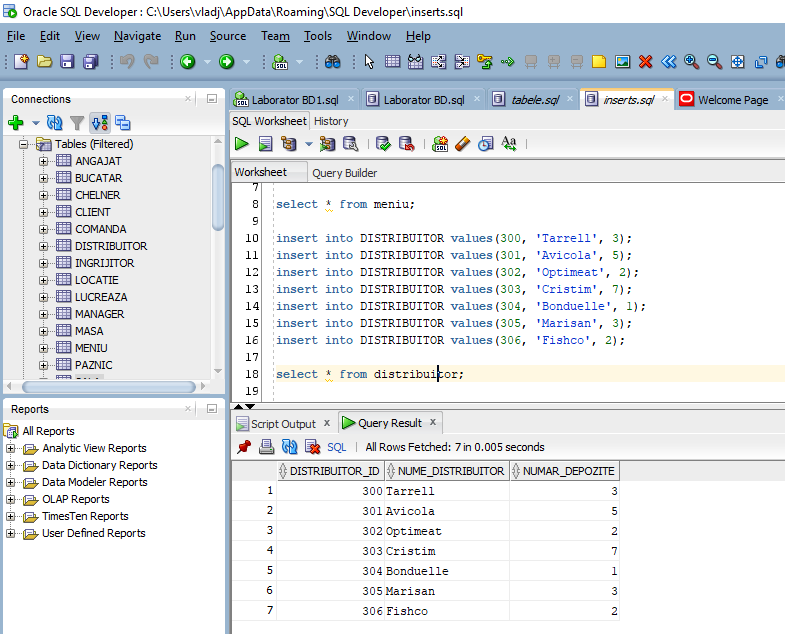 Oracle SQL Developer : C:\Users\vladj\AppData\Roaming\SQL Developer\inserts.sql
File Edit View Navigate Run Source Team Tools Window Help
Connections
Tables (Filtered)
ANGAJAT
BUCATAR
CHELNER
CLIENT
COMANDA
DISTRIBUITOR
INGRIJITOR
LOCATIE
LUCREAZA
MANAGER
MASA
MENIU
PAZNIC
Reports
All Reports
Analytic View Reports
Data Dictionary Reports
Data Modeler Reports
OLAP Reports
TimesTen Reports
User Defined Reports
Laborator BD1.sql Laborator BD.sql tabele.sql inserts.sql Welcome Page
SQL Worksheet History
Worksheet Query Builder
7
8 select * from meniu;
9
10 insert into DISTRIBUITOR values(300, 'Tarrell', 3);
11 insert into DISTRIBUITOR values(301, 'Avicola', 5);
12 insert into DISTRIBUITOR values(302, 'Optimeat', 2);
13 insert into DISTRIBUITOR values(303, 'Cristim', 7);
14 insert into DISTRIBUITOR values(304, 'Bonduelle', 1);
15 insert into DISTRIBUITOR values(305, 'Marisan', 3);
16 insert into DISTRIBUITOR values(306, 'Fishco', 2);
17
18 select * from distribuitor;
19
Script Output x Query Result x
SQL | All Rows Fetched: 7 in 0.005 seconds
DISTRIBUITOR_ID NUME_DISTRIBUITOR NUMAR_DEPOZITE
1 300 Tarrell 3
2 301 Avicola 5
3 302 Optimeat 2
4 303 Cristim 7
5 304 Bonduelle 1
6 305 Marisan 3
7 306 Fishco 2